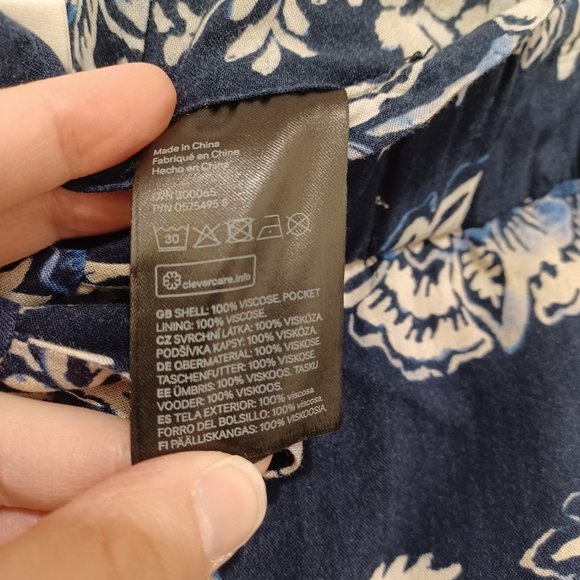 Made in China
Fabriqué en Chine
Hecho en China
O/N 300065
P/N 0575495 8
30
clevercare.info
GB SHELL: 100% VISCOSE. POCKET
LINING: 100% VISCOSE.
CZ SVRCHNÍ LÁTKA: 100% VISKÓZA.
PODŠÍVKA KAPSY: 100% VISKÓZA.
DE OBERMATERIAL: 100% VISKOSE.
TASCHENFUTTER: 100% VISKOSE.
EE ÜMBRIS: 100% VISKOOS. TASKU
VOODER: 100% VISKOOS.
ES TELA EXTERIOR: 100% viscosa.
FORRO DEL BOLSILLO: 100% viscosa.
FI PÄÄLLISKANGAS: 100% VISKOOSIA.